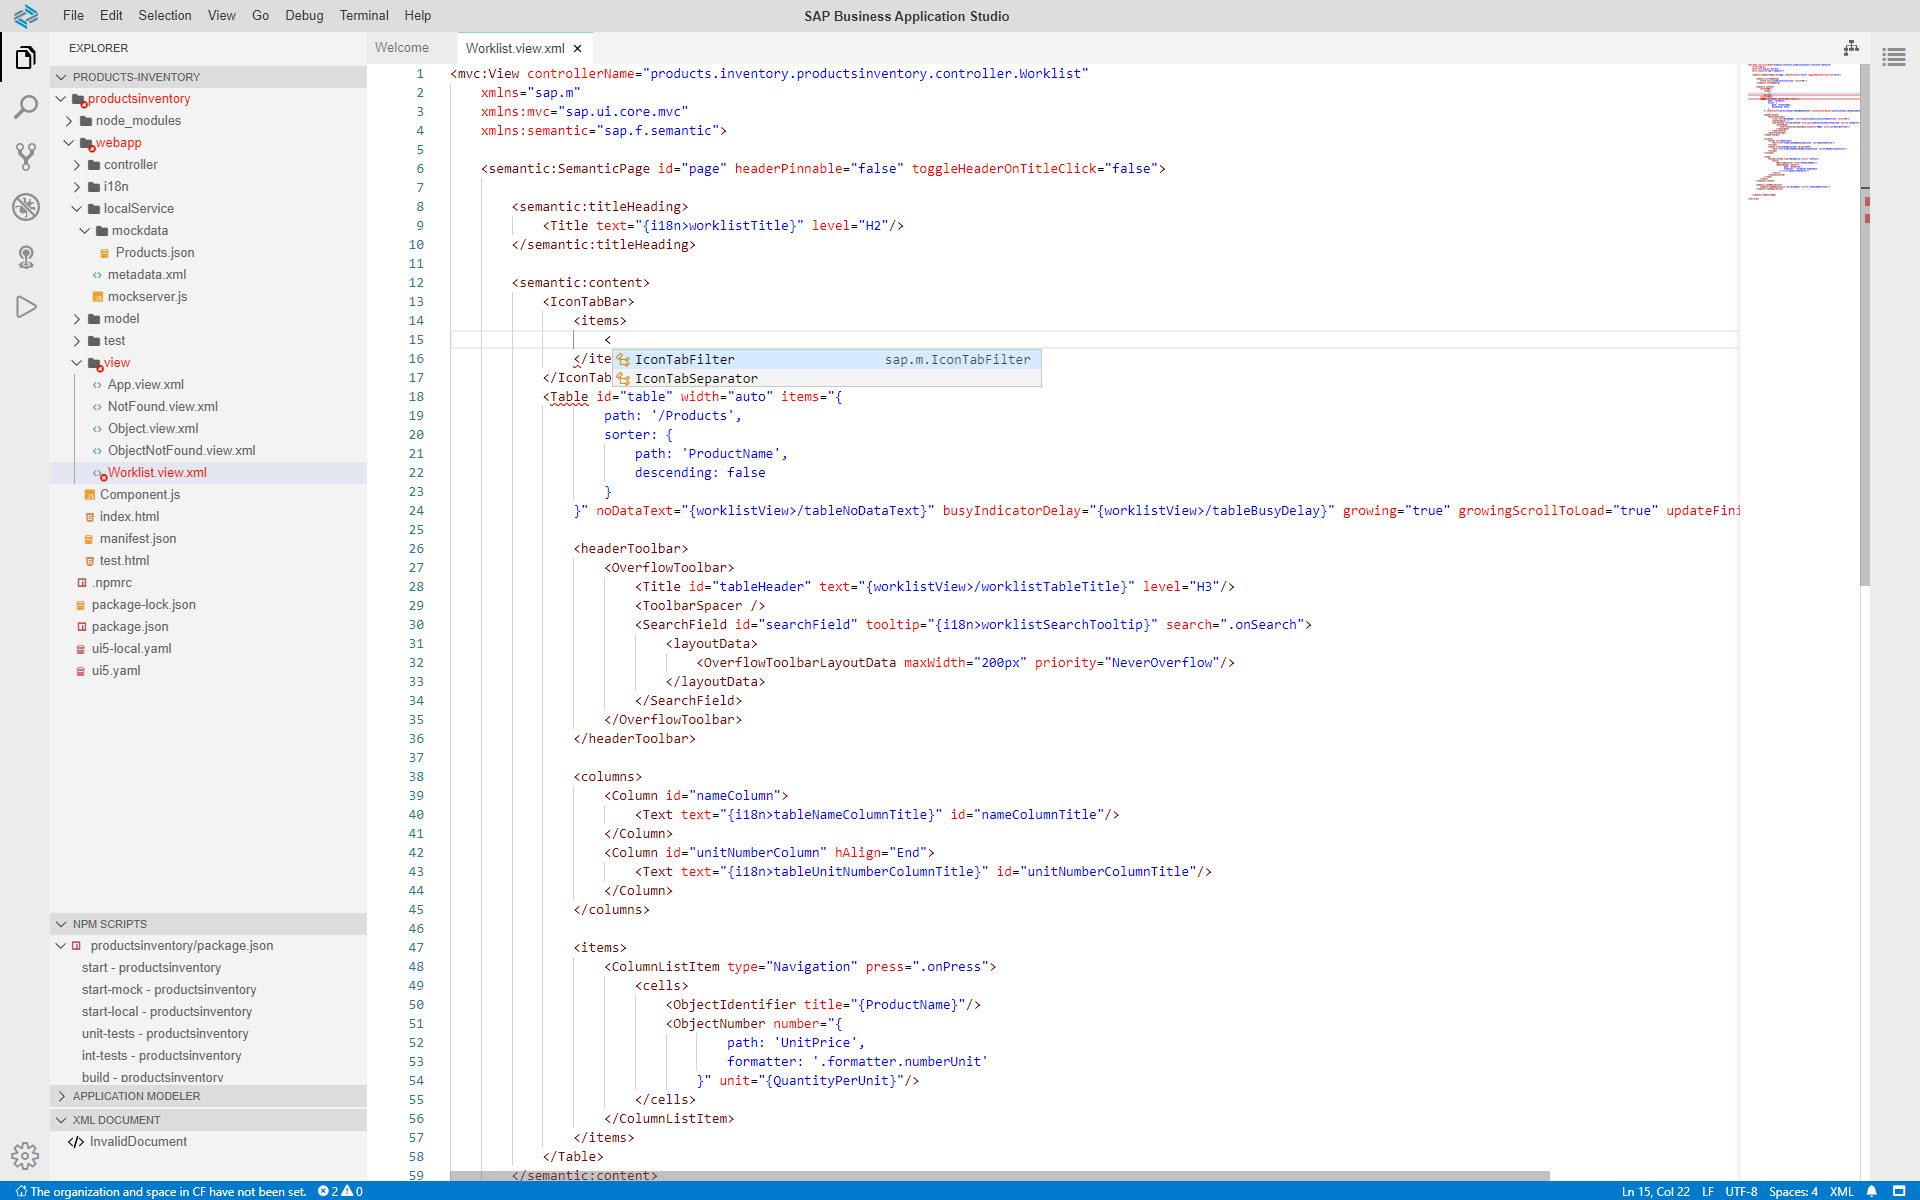 File Edit Selection View Go Debug Terminal Help
SAP Business Application Studio
EXPLORER
PRODUCTS-INVENTORY
productsinventory
node_modules
webapp
controller
i18n
localService
mockdata
Products.json
metadata.xml
mockserver.js
model
test
view
App.view.xml
NotFound.view.xml
Object.view.xml
ObjectNotFound.view.xml
Worklist.view.xml
Component.js
index.html
manifest.json
test.html
.npmrc
package-lock.json
package.json
ui5-local.yaml
ui5.yaml
NPM SCRIPTS
productsinventory/package.json
start - productsinventory
start-mock - productsinventory
start-local - productsinventory
unit-tests - productsinventory
int-tests - productsinventory
build - productsinventory
APPLICATION MODELER
XML DOCUMENT
InvalidDocument
Welcome
Worklist.view.xml
1 <mvc:View controllerName="products.inventory.productsinventory.controller.Worklist"
2 xmlns="sap.m"
3 xmlns:mvc="sap.ui.core.mvc"
4 xmlns:semantic="sap.f.semantic">
5
6 <semantic:SemanticPage id="page" headerPinnable="false" toggleHeaderOnTitleClick="false">
7
8 <semantic:titleHeading>
9 <Title text="{i18n>worklistTitle}" level="H2"/>
10 </semantic:titleHeading>
11
12 <semantic:content>
13 <IconTabBar>
14 <items>
15 <
16 </ite
IconTabFilter sap.m.IconTabFilter
17 </IconTab
IconTabSeparator
18 <Table id="table" width="auto" items="{
19 path: '/Products',
20 sorter: {
21 path: 'ProductName',
22 descending: false
23 }
24 }" noDataText="{worklistView>/tableNoDataText}" busyIndicatorDelay="{worklistView>/tableBusyDelay}" growing="true" growingScrollToLoad="true" updateFini
25
26 <headerToolbar>
27 <OverflowToolbar>
28 <Title id="tableHeader" text="{worklistView>/worklistTableTitle}" level="H3"/>
29 <ToolbarSpacer />
30 <SearchField id="searchField" tooltip="{i18n>worklistSearchTooltip}" search=".onSearch">
31 <layoutData>
32 <OverflowToolbarLayoutData maxWidth="200px" priority="NeverOverflow"/>
33 </layoutData>
34 </SearchField>
35 </OverflowToolbar>
36 </headerToolbar>
37
38 <columns>
39 <Column id="nameColumn">
40 <Text text="{i18n>tableNameColumnTitle}" id="nameColumnTitle"/>
41 </Column>
42 <Column id="unitNumberColumn" hAlign="End">
43 <Text text="{i18n>tableUnitNumberColumnTitle}" id="unitNumberColumnTitle"/>
44 </Column>
45 </columns>
46
47 <items>
48 <ColumnListItem type="Navigation" press=".onPress">
49 <cells>
50 <ObjectIdentifier title="{ProductName}"/>
51 <ObjectNumber number="{
52 path: 'UnitPrice',
53 formatter: '.formatter.numberUnit'
54 }" unit="{QuantityPerUnit}"/>
55 </cells>
56 </ColumnListItem>
57 </items>
58 </Table>
59 </semantic:content>
The organization and space in CF have not been set. 2 0
Ln 15, Col 22 LF UTF-8 Spaces: 4 XML